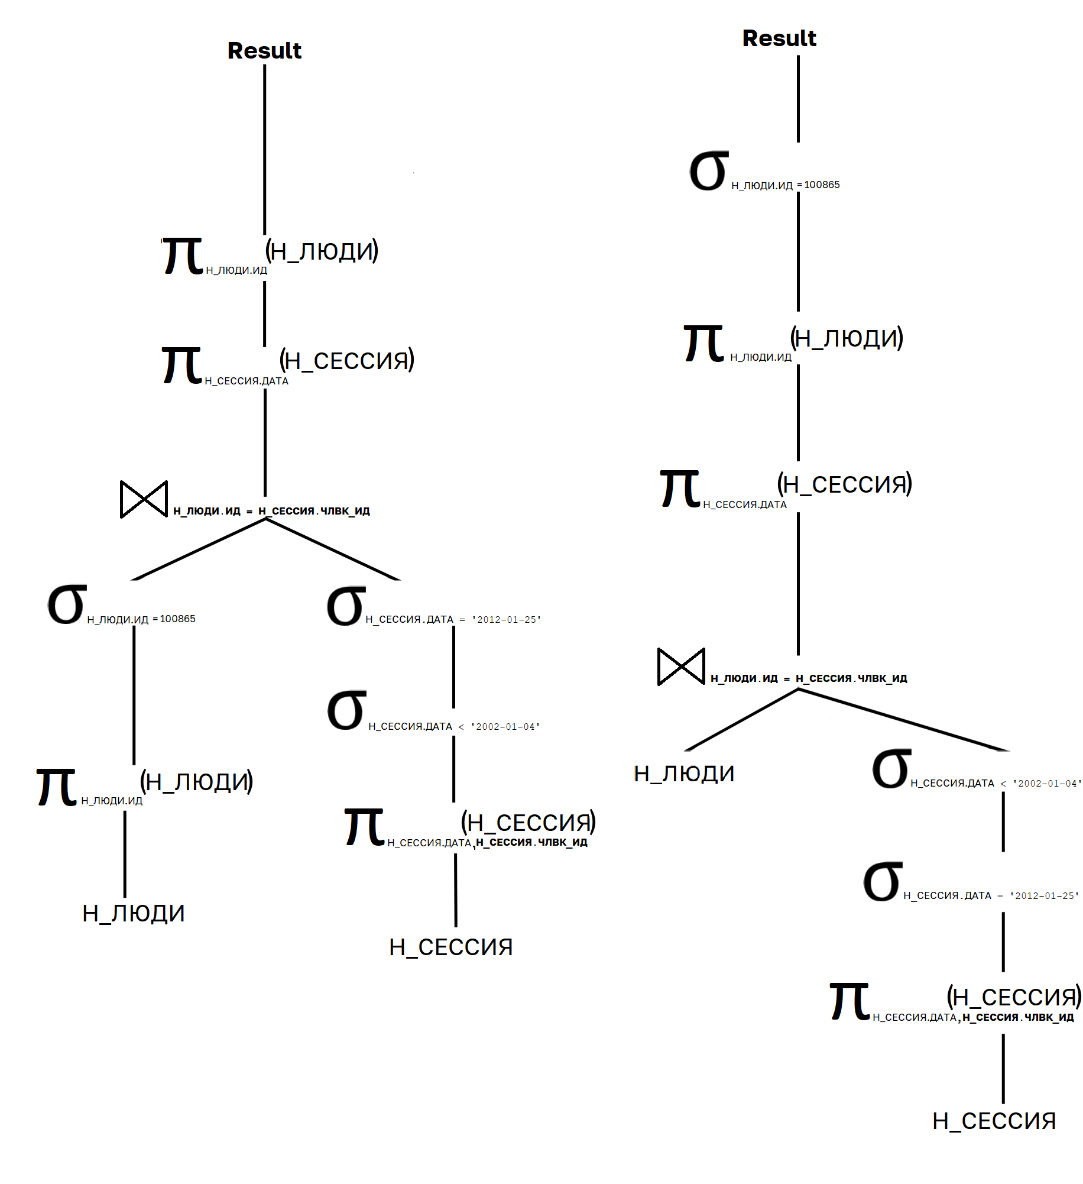 Result
π Н_ЛЮДИ.ИД (Н_ЛЮДИ)
π Н_СЕССИЯ.ДАТА (Н_СЕССИЯ)
⋈ Н_ЛЮДИ.ИД = Н_СЕССИЯ.ЧЛВК_ИД
σ Н_ЛЮДИ.ИД =100865
σ Н_СЕССИЯ.ДАТА = '2012-01-25'
σ Н_СЕССИЯ.ДАТА < '2002-01-04'
π Н_ЛЮДИ.ИД (Н_ЛЮДИ)
π Н_СЕССИЯ.ДАТА,Н_СЕССИЯ.ЧЛВК_ИД (Н_СЕССИЯ)
Н_ЛЮДИ
Н_СЕССИЯ
Result
σ Н_ЛЮДИ.ИД =100865
π Н_ЛЮДИ.ИД (Н_ЛЮДИ)
π Н_СЕССИЯ.ДАТА (Н_СЕССИЯ)
⋈ Н_ЛЮДИ.ИД = Н_СЕССИЯ.ЧЛВК_ИД
Н_ЛЮДИ
σ Н_СЕССИЯ.ДАТА < '2002-01-04'
σ Н_СЕССИЯ.ДАТА = '2012-01-25'
π Н_СЕССИЯ.ДАТА,Н_СЕССИЯ.ЧЛВК_ИД (Н_СЕССИЯ)
Н_СЕССИЯ